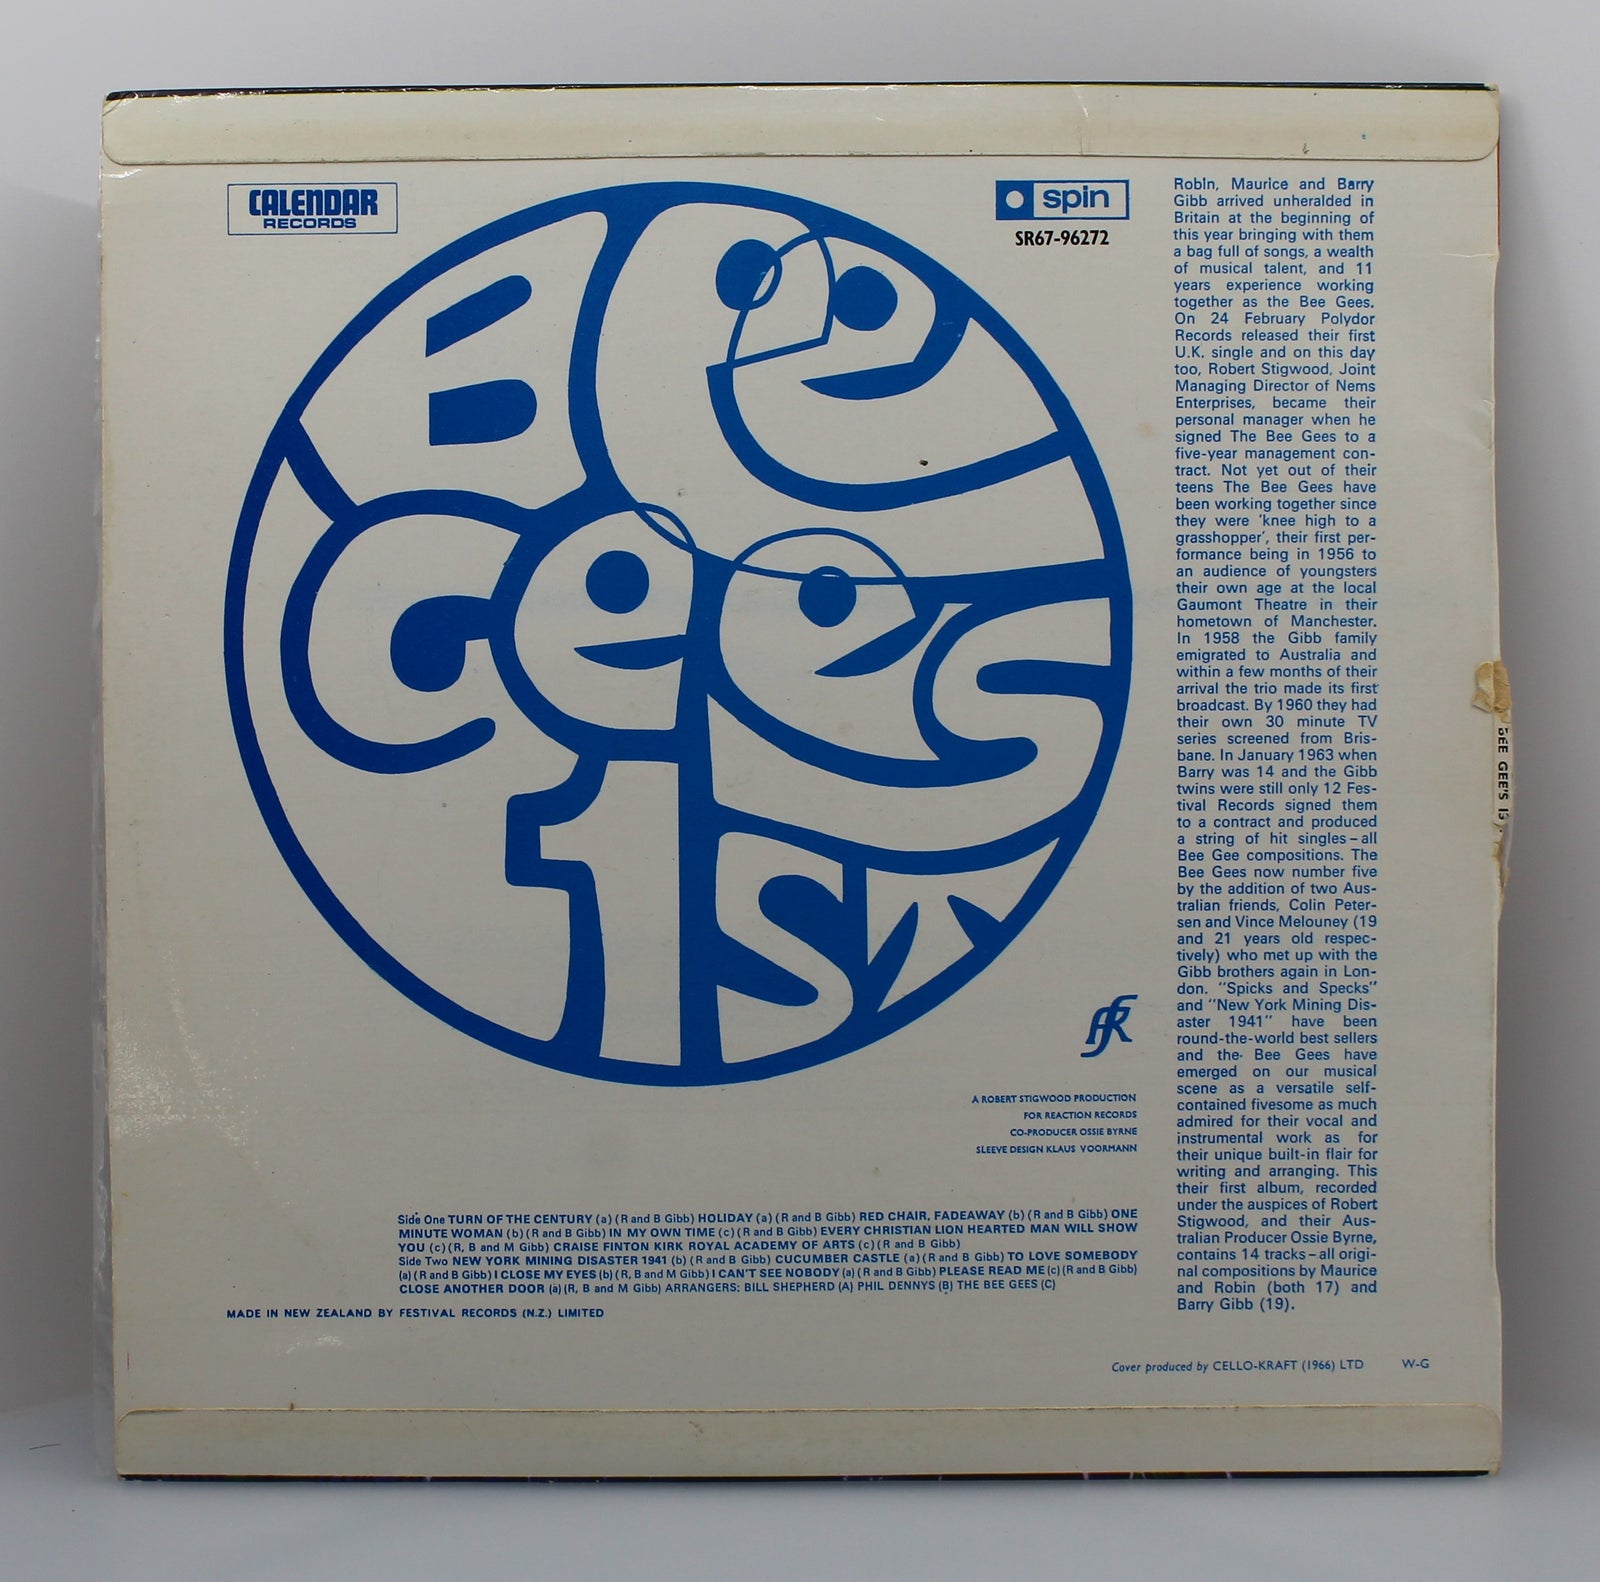 CALENDAR
RECORDS
spin
SR67-96272
Bee
Gees
1ST
Robin, Maurice and Barry
Gibb arrived unheralded in
Britain at the beginning of
this year bringing with them
a bag full of songs, a wealth
of musical talent, and 11
years experience working
together as the Bee Gees.
On 24 February Polydor
Records released their first
U.K. single and on this day
too, Robert Stigwood, Joint
Managing Director of Nems
Enterprises, became their
personal manager when he
signed The Bee Gees to a
five-year management con-
tract. Not yet out of their
teens The Bee Gees have
been working together since
they were 'knee high to a
grasshopper', their first per-
formance being in 1956 to
an audience of youngsters
their own age at the local
Gaumont Theatre in their
hometown of Manchester.
In 1958 the Gibb family
emigrated to Australia and
within a few months of their
arrival the trio made its first
broadcast. By 1960 they had
their own 30 minute TV
series screened from Bris-
bane. In January 1963 when
Barry was 14 and the Gibb
twins were still only 12 Fes-
tival Records signed them
to a contract and produced
a string of hit singles–all
Bee Gee compositions. The
Bee Gees now number five
by the addition of two Aus-
tralian friends, Colin Peter-
sen and Vince Melouney (19
and 21 years old respec-
tively) who met up with the
Gibb brothers again in Lon-
don. "Spicks and Specks"
and "New York Mining Dis-
aster 1941" have been
round-the-world best sellers
and the Bee Gees have
emerged on our musical
scene as a versatile self-
contained fivesome as much
admired for their vocal and
instrumental work as for
their unique built-in flair for
writing and arranging. This
their first album, recorded
under the auspices of Robert
Stigwood, and their Aus-
tralian Producer Ossie Byrne,
contains 14 tracks–all origi-
nal compositions by Maurice
and Robin (both 17) and
Barry Gibb (19).
BEE GEE'S
A ROBERT STIGWOOD PRODUCTION
FOR REACTION RECORDS
CO-PRODUCER OSSIE BYRNE
SLEEVE DESIGN KLAUS VOORMANN
Side One TURN OF THE CENTURY (a) (R and B Gibb) HOLIDAY (a) (R and B Gibb) RED CHAIR, FADEAWAY (b) (R and B Gibb) ONE
MINUTE WOMAN (b) (R and B Gibb) IN MY OWN TIME (c) (R and B Gibb) EVERY CHRISTIAN LION HEARTED MAN WILL SHOW
YOU (c) (R, B and M Gibb) CRAISE FINTON KIRK ROYAL ACADEMY OF ARTS (c) (R and B Gibb)
Side Two NEW YORK MINING DISASTER 1941 (b) (R and B Gibb) CUCUMBER CASTLE (a) (R and B Gibb) TO LOVE SOMEBODY
(a) (R and B Gibb) I CLOSE MY EYES (b) (R, B and M Gibb) I CAN'T SEE NOBODY (a) (R and B Gibb) PLEASE READ ME (c) (R and B Gibb)
CLOSE ANOTHER DOOR (a) (R, B and M Gibb) ARRANGERS: BILL SHEPHERD (A) PHIL DENNYS (B) THE BEE GEES (C)
MADE IN NEW ZEALAND BY FESTIVAL RECORDS (N.Z.) LIMITED
Cover produced by CELLO-KRAFT (1966) LTD W-G